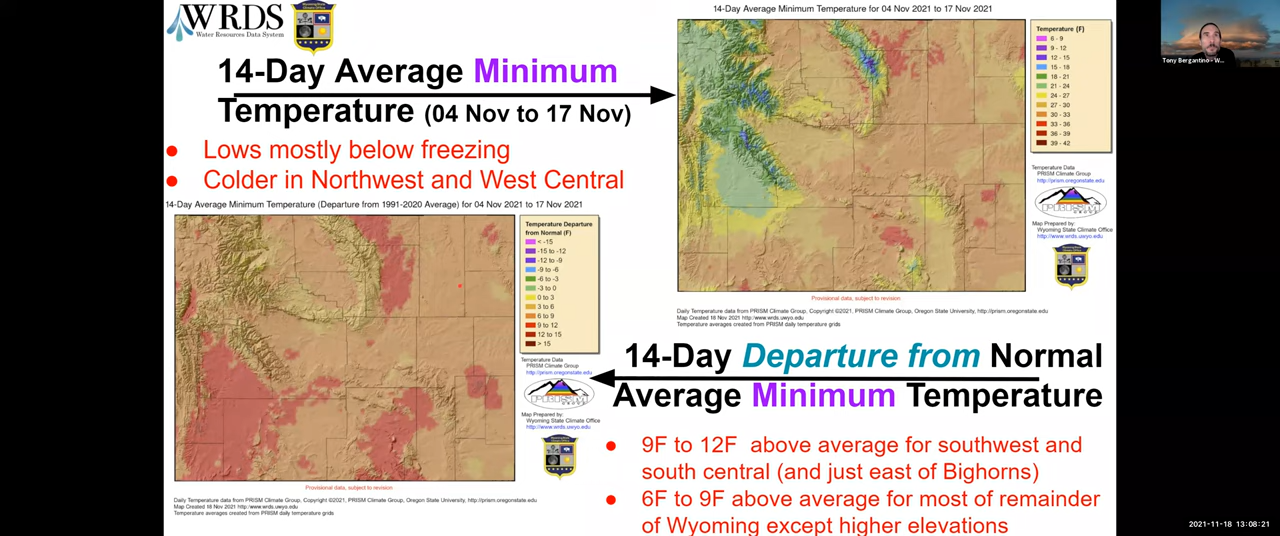 WRDS
Water Resources Data System
14-Day Average Minimum
Temperature (04 Nov to 17 Nov)
● Lows mostly below freezing
● Colder in Northwest and West Central
14-Day Average Minimum Temperature for 04 Nov 2021 to 17 Nov 2021
Temperature (F)
6 - 9
9 - 12
12 - 15
15 - 18
18 - 21
21 - 24
24 - 27
27 - 30
30 - 33
33 - 36
36 - 39
39 - 42
Temperature Data
PRISM Climate Group
http://prism.oregonstate.edu
PRISM
GROUP
Map Prepared by:
Wyoming State Climate Office
http://www.wrds.uwyo.edu
Provisional data, subject to revision
Daily Temperature data from PRISM Climate Group, Copyright ©2021, PRISM Climate Group, Oregon State University, http://prism.oregonstate.edu
Map Created 18 Nov 2021 http:/www.wrds.uwyo.edu
Temperature averages created from PRISM daily temperature grids
Tony Bergantino - W...
14-Day Average Minimum Temperature (Departure from 1991-2020 Average) for 04 Nov 2021 to 17 Nov 2021
Temperature Departure
from Normal (F)
< -15
-15 to -12
-12 to -9
-9 to -6
-6 to -3
-3 to 0
0 to 3
3 to 6
6 to 9
9 to 12
12 to 15
> 15
Temperature Data
PRISM Climate Group
http://prism.oregonstate.edu
PRISM
GROUP
Map Prepared by:
Wyoming State Climate Office
http://www.wrds.uwyo.edu
Provisional data, subject to revision
Daily Temperature data from PRISM Climate Group, Copyright ©2021, PRISM Climate Group, Oregon State University, http://prism.oregonstate.edu
Map Created 18 Nov 2021 http:/www.wrds.uwyo.edu
Temperature averages created from PRISM daily temperature grids
14-Day Departure from Normal
Average Minimum Temperature
● 9F to 12F above average for southwest and
south central (and just east of Bighorns)
● 6F to 9F above average for most of remainder
of Wyoming except higher elevations
2021-11-18 13:08:21